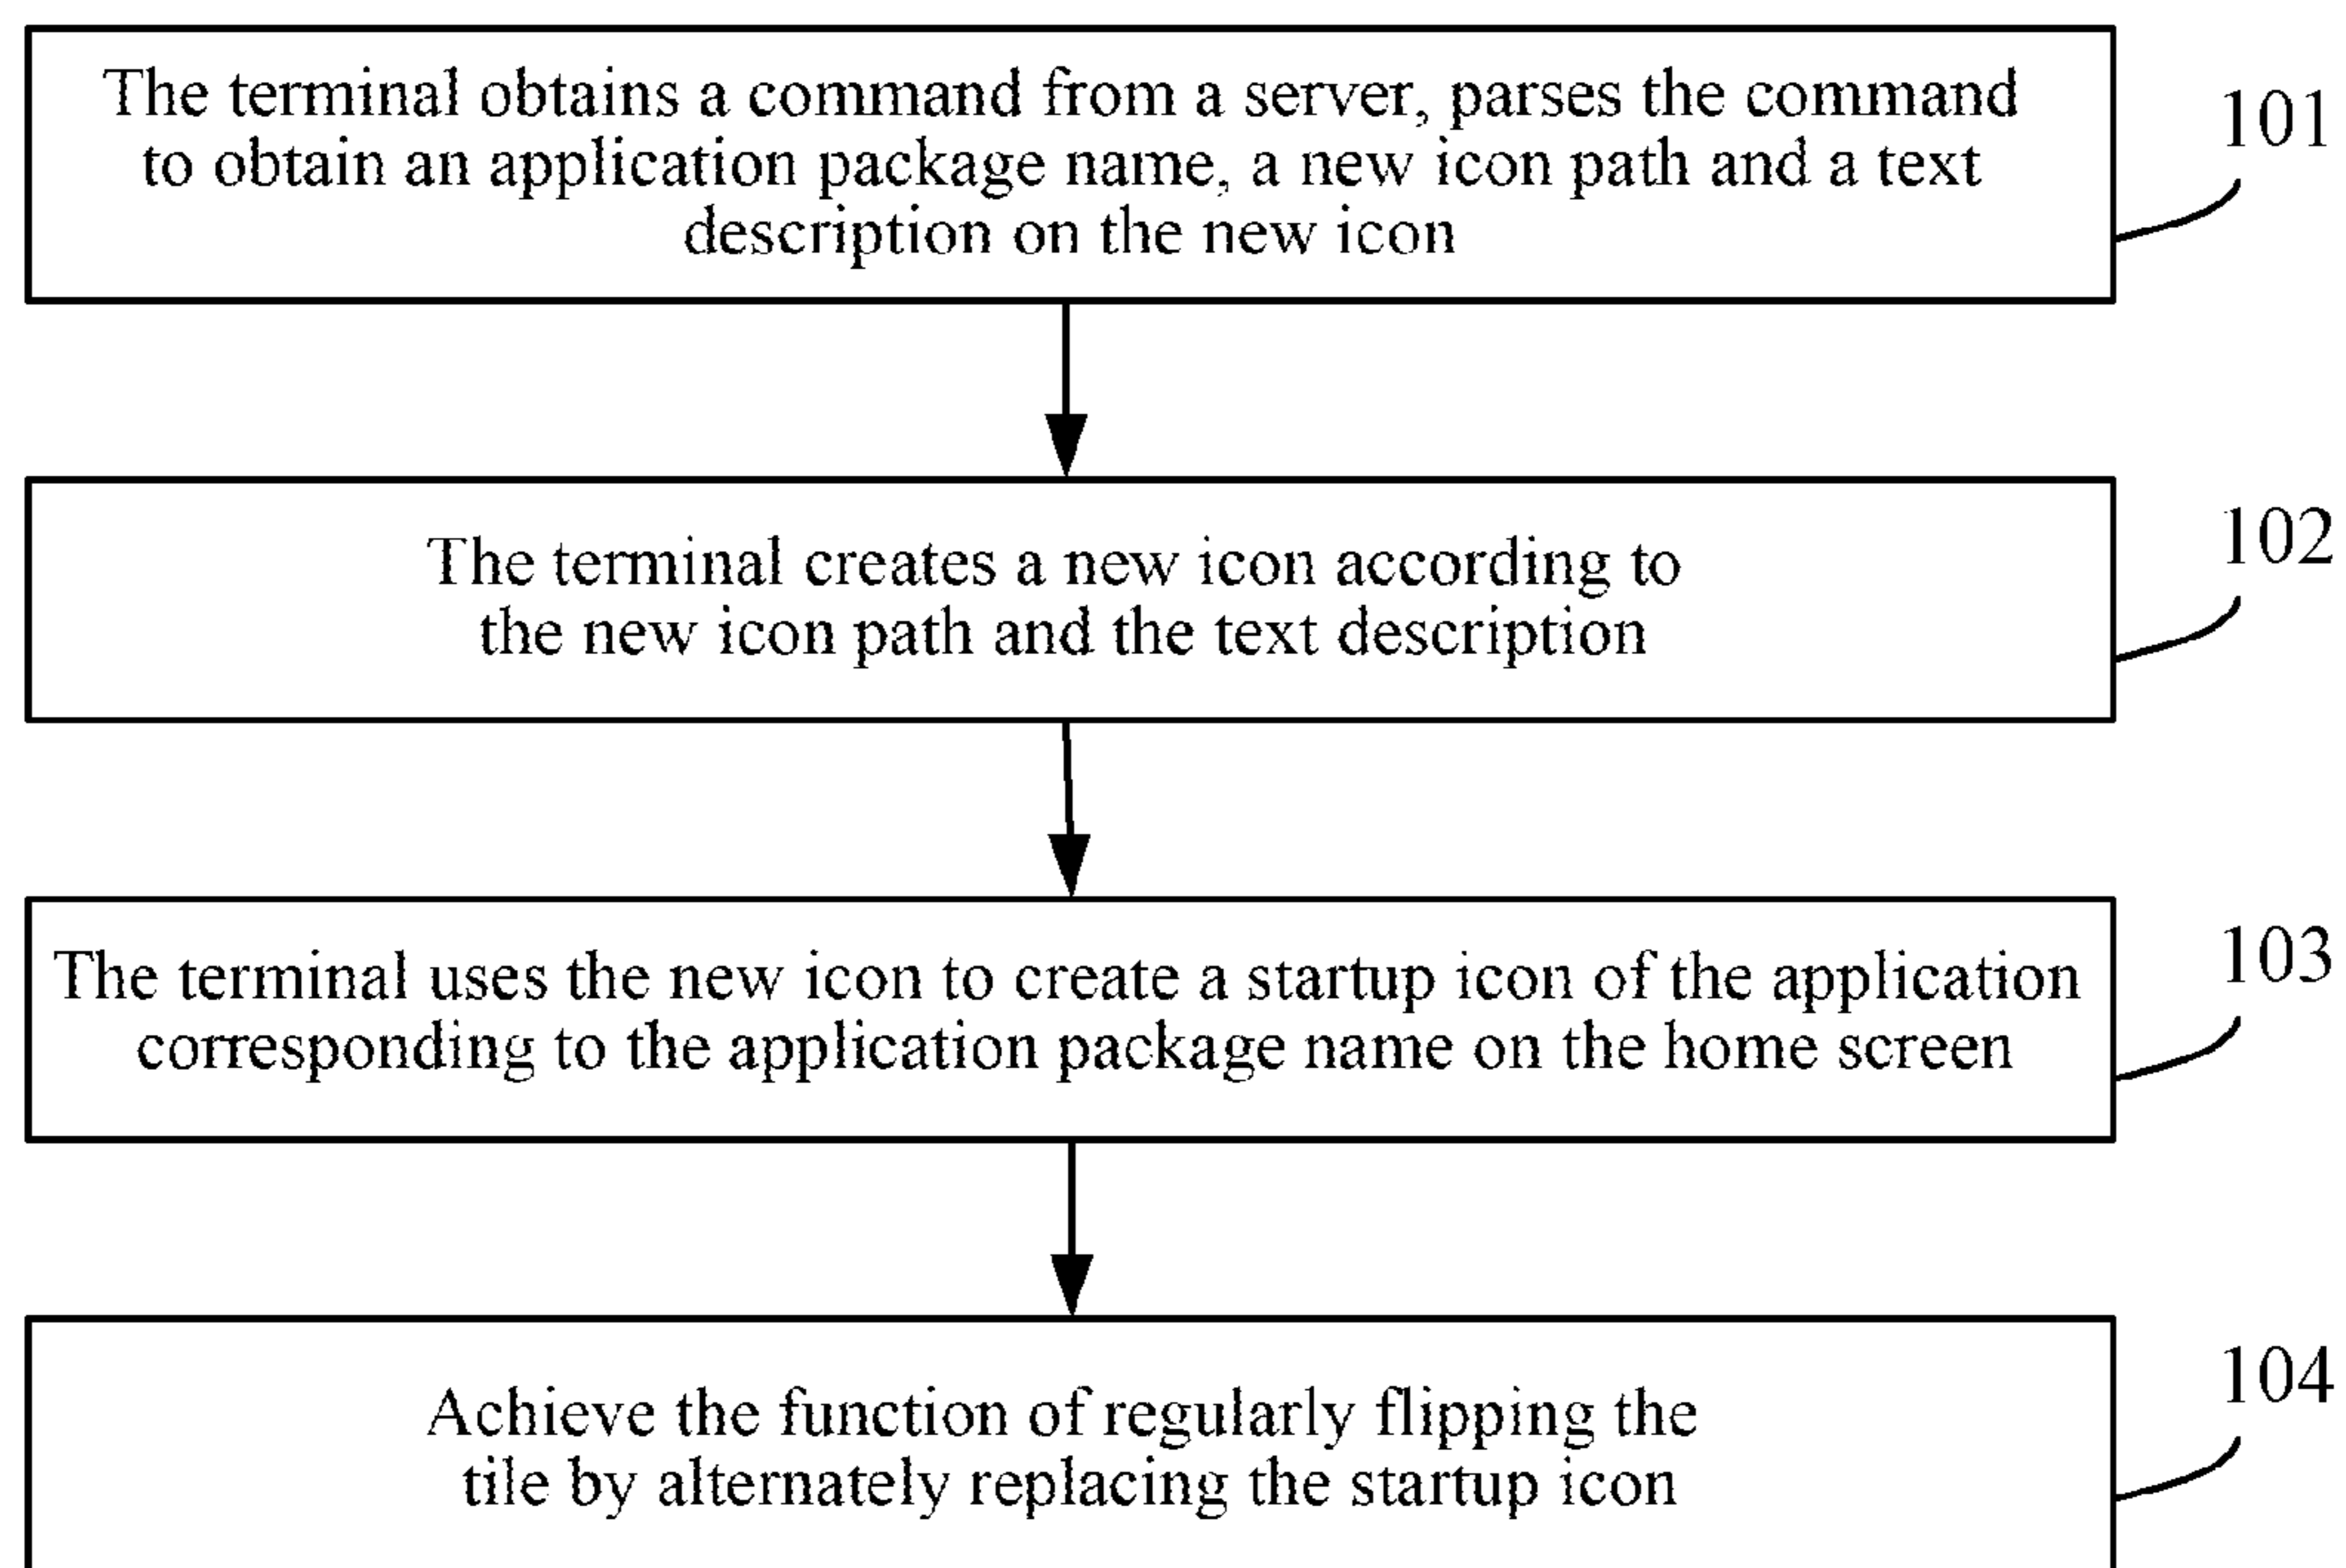 The terminal obtains a command from a server, parses the command
to obtain an application package name, a new icon path and a text
description on the new icon
101
The terminal creates a new icon according to
the new icon path and the text description
102
The terminal uses the new icon to create a startup icon of the application
corresponding to the application package name on the home screen
103
Achieve the function of regularly flipping the
tile by alternately replacing the startup icon
104